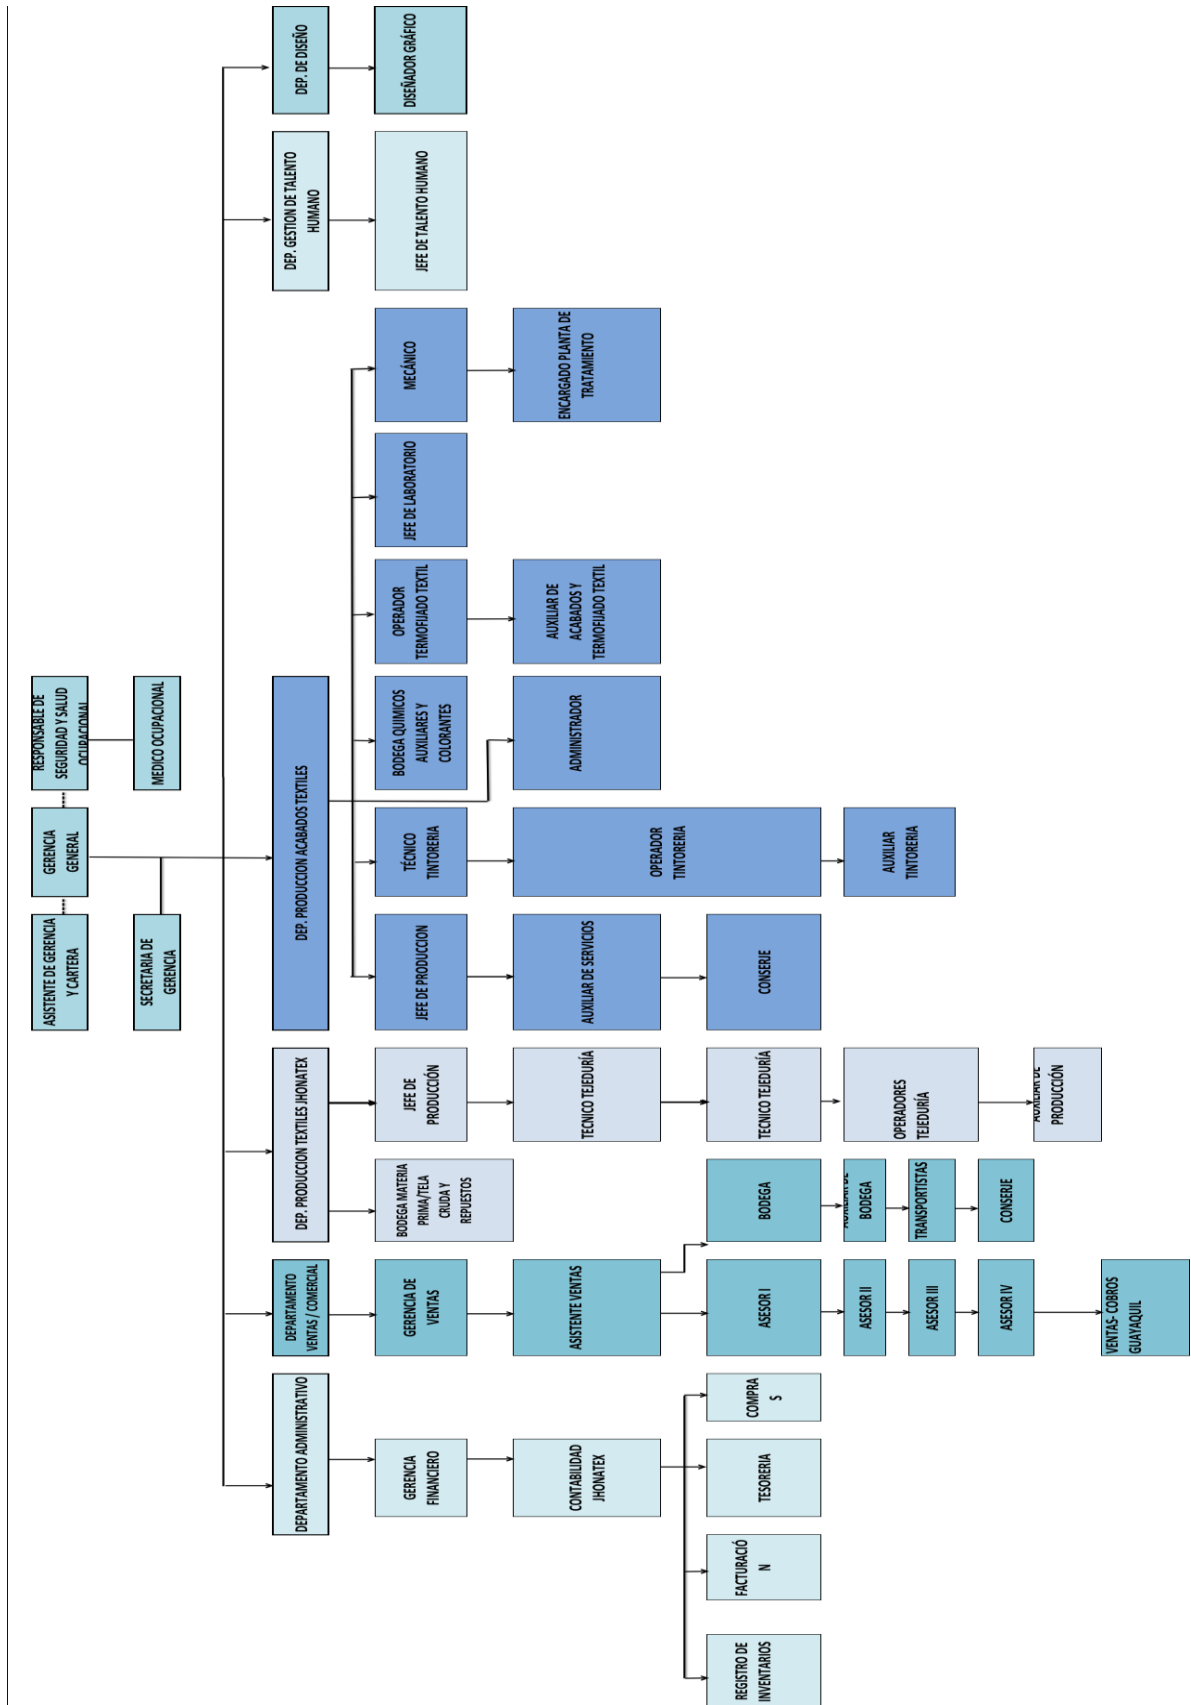 ASISTENTE DE GERENCIA
Y CARTERA
GERENCIA
GENERAL
RESPONSABLE DE
SEGURIDAD Y SALUD
OCUPACIONAL
SECRETARIA DE
GERENCIA
MEDICO OCUPACIONAL
DEPARTAMENTO ADMINISTRATIVO
DEPARTAMENTO
VENTAS / COMERCIAL
DEP. PRODUCCION TEXTILES JHONATEX
DEP. PRODUCCION ACABADOS TEXTILES
DEP. GESTION DE TALENTO
HUMANO
DEP. DE DISEÑO
GERENCIA
FINANCIERO
GERENCIA DE
VENTAS
BODEGA MATERIA
PRIMA/TELA
CRUDA Y
REPUESTOS
JEFE DE
PRODUCCIÓN
JEFE DE PRODUCCION
TÉCNICO
TINTORERIA
BODEGA QUIMICOS
AUXILIARES Y
COLORANTES
OPERADOR
TERMOFIJADO TEXTIL
JEFE DE LABORATORIO
MECÁNICO
JEFE DE TALENTO HUMANO
DISEÑADOR GRÁFICO
CONTABILIDAD
JHONATEX
ASISTENTE VENTAS
TECNICO TEJEDURÍA
AUXILIAR DE SERVICIOS
OPERADOR
TINTORERIA
ADMINISTRADOR
AUXILIAR DE
ACABADOS Y
TERMOFIJADO TEXTIL
ENCARGADO PLANTA DE
TRATAMIENTO
REGISTRO DE
INVENTARIOS
FACTURACIÓ
N
TESORERIA
COMPRA
S
ASESOR I
BODEGA
TECNICO TEJEDURÍA
CONSERJE
ASESOR II
AUXILIAR DE
BODEGA
OPERADORES
TEJEDURÍA
AUXILIAR
TINTORERIA
ASESOR III
TRANSPORTISTAS
ASESOR IV
CONSERJE
AUXILIAR DE
PRODUCCIÓN
VENTAS- COBROS
GUAYAQUIL